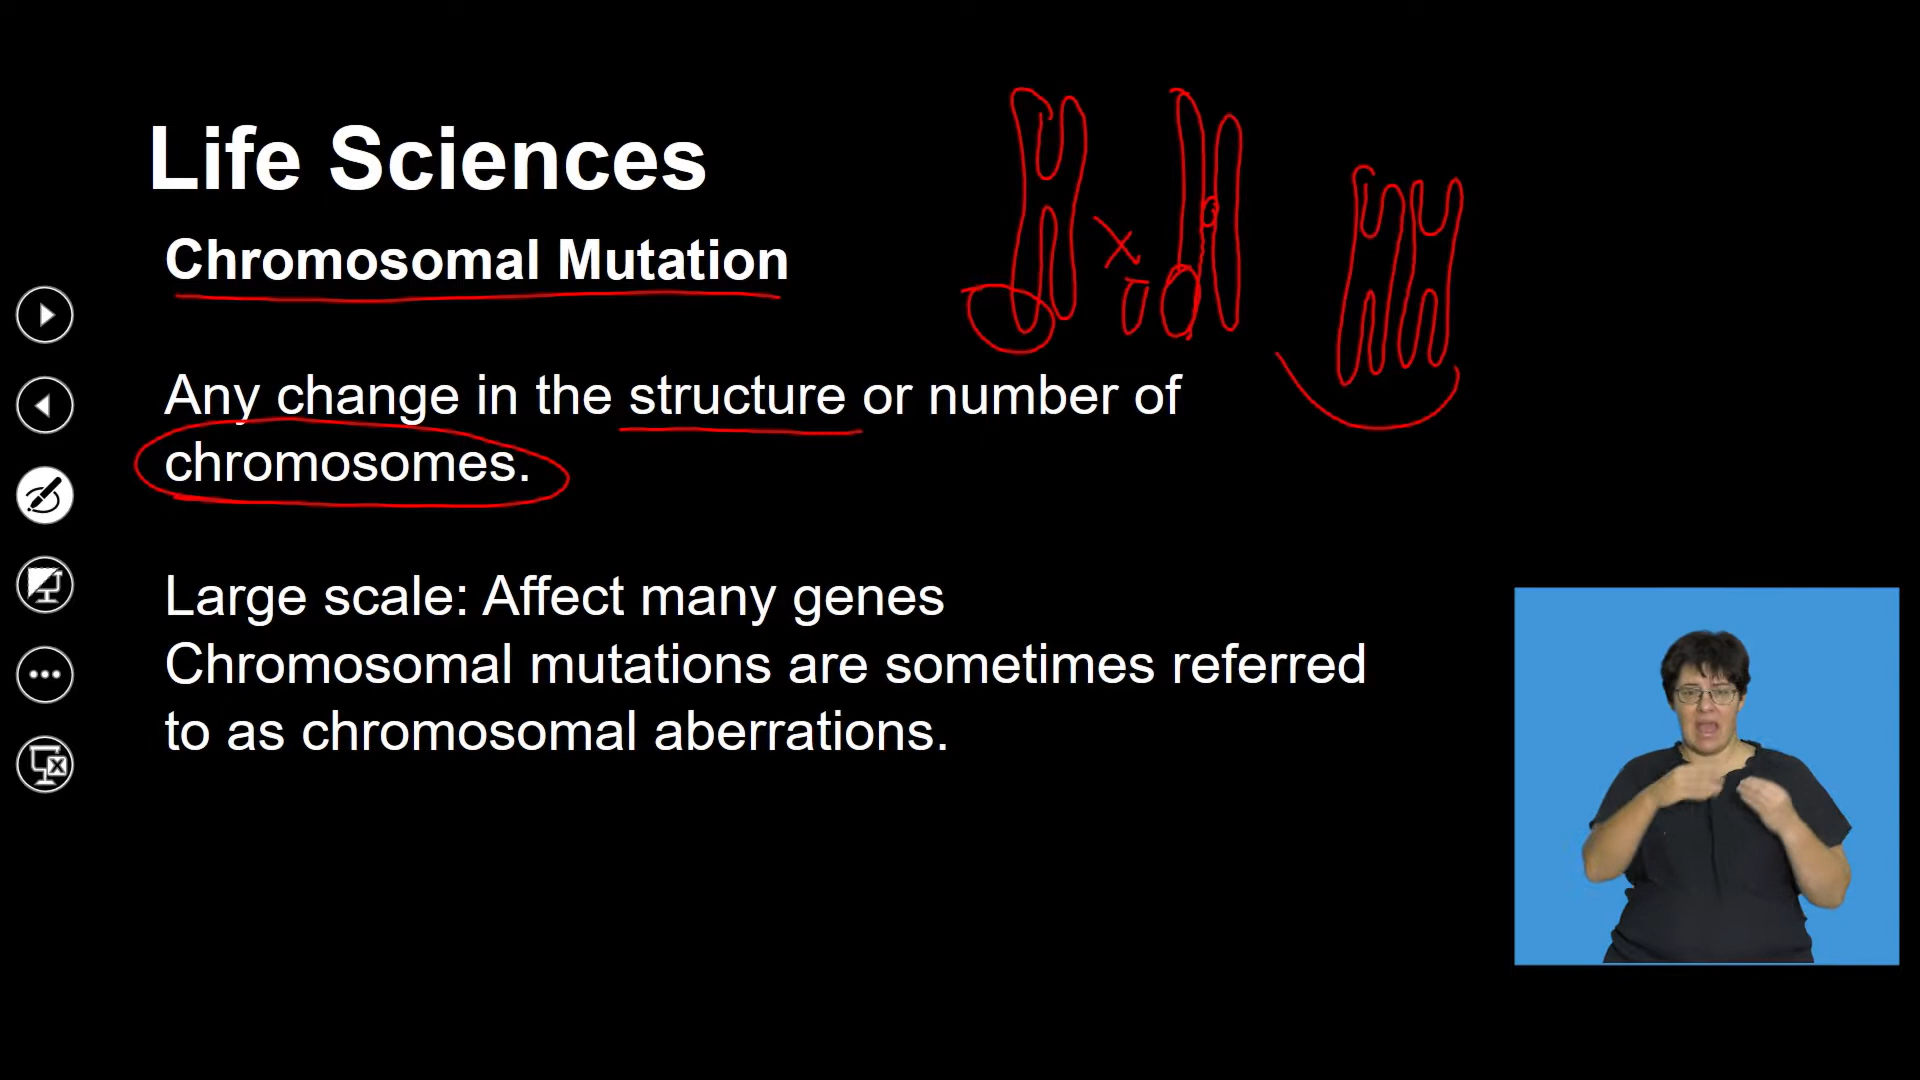 Life Sciences
Chromosomal Mutation
Any change in the structure or number of
chromosomes.
Large scale: Affect many genes
Chromosomal mutations are sometimes referred
to as chromosomal aberrations.